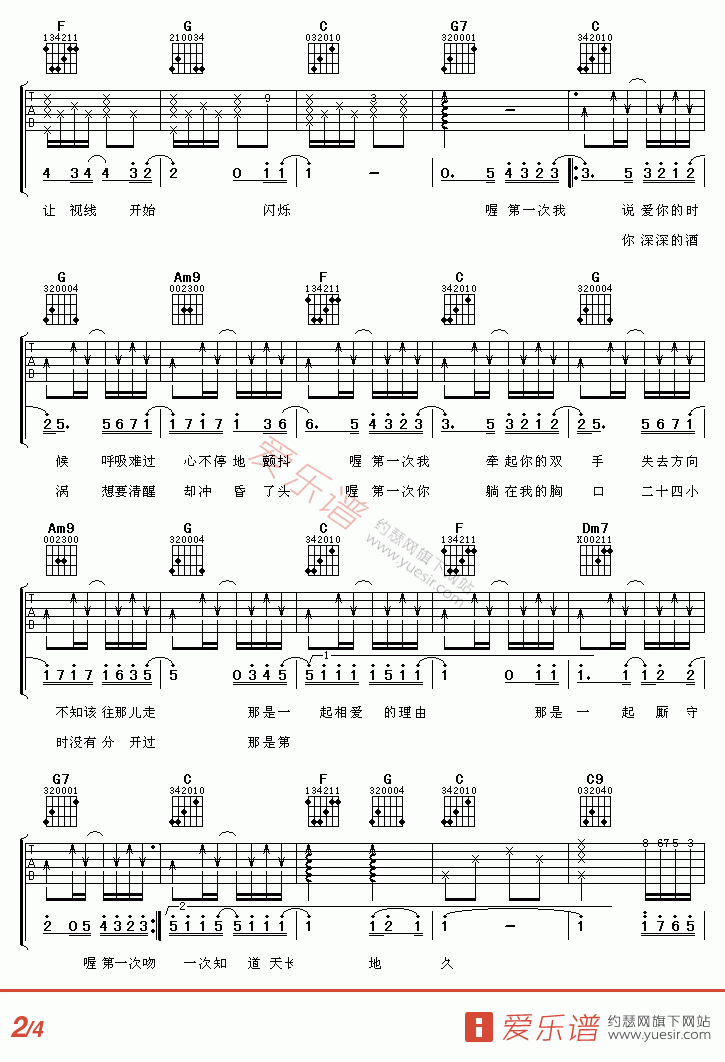 F G C G7 C
134211 210034 032010 320001 342010
T A B 9 3 -
4 34 4 32 2 0 11 1 - 0. 5 4323 3. 5 3212
让 视线 开始 闪烁 喔 第一次我 说 爱你的时
你 深深的酒
G Am9 F C G
320004 002300 134211 342010 320004
T A B
25. 5671 1717 1 36 6. 5 4323 3. 5 3212 25. 5671
候 呼吸难过 心不停地 颤抖 喔 第一次我 牵起你的双 手 失去方向
涡 想要清醒 却冲 昏了头 喔 第一次你 躺在我的胸 口 二十四小
爱乐谱
约瑟网旗下网站
www.yuesir.com
Am9 G C F Dm7
002300 320004 342010 134211 X00211
T A B
1
1717 1635 5 0345 5111 1511 1 0 11 1. 1 12 1
不知该往那儿走 那是一 起相爱 的理由 那是一起 厮守
时没有分 开过 那是第
G7 C F G C C9
320001 342010 134211 320004 342010 032040
T A B 8 67 5 3
2
2 05 4323 5115 5111 1 11 1 12 1 1 - 1 1765
喔 第一次吻 一次知 道 天长 地 久
2/4
爱乐谱
约瑟网旗下网站
www.yuesir.com